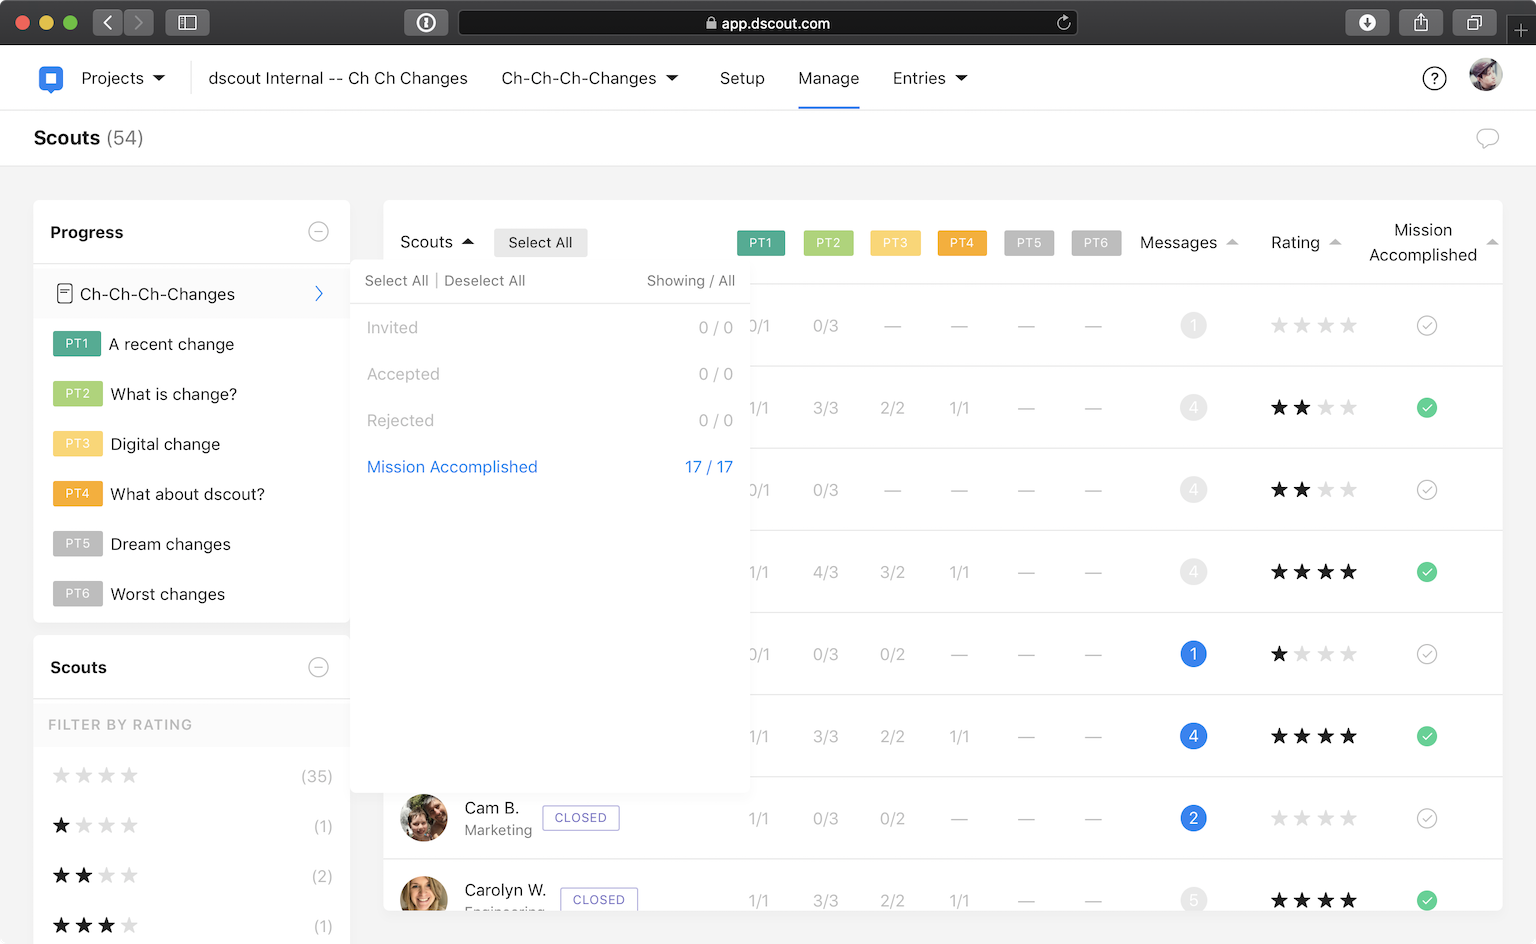 app.dscout.com
Projects
dscout Internal -- Ch Ch Changes
Ch-Ch-Ch-Changes
Setup
Manage
Entries
?
Scouts (54)
Progress
Ch-Ch-Ch-Changes
PT1 A recent change
PT2 What is change?
PT3 Digital change
PT4 What about dscout?
PT5 Dream changes
PT6 Worst changes
Scouts
FILTER BY RATING
(35)
(1)
(2)
(1)
Scouts Select All PT1 PT2 PT3 PT4 PT5 PT6 Messages Rating Mission Accomplished
Select All | Deselect All Showing / All
Invited 0 / 0
Accepted 0 / 0
Rejected 0 / 0
Mission Accomplished 17 / 17
0/1 0/3 — — — — 1
1/1 3/3 2/2 1/1 — — 4
0/1 0/3 — — — — 4
1/1 4/3 3/2 1/1 — — 4
0/1 0/3 0/2 — — — 1
1/1 3/3 2/2 1/1 — — 4
Cam B. CLOSED 1/1 0/3 0/2 — — — 2
Marketing
Carolyn W. CLOSED 1/1 3/3 2/2 1/1 — — 5
Engineering